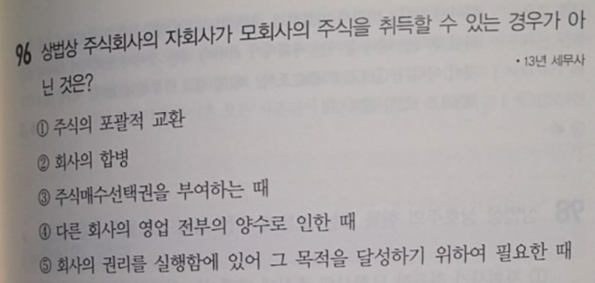 96 상법상 주식회사의 자회사가 모회사의 주식을 취득할 수 있는 경우가 아
닌 것은?
• 13년 세무사
① 주식의 포괄적 교환
② 회사의 합병
③ 주식매수선택권을 부여하는 때
④ 다른 회사의 영업 전부의 양수로 인한 때
⑤ 회사의 권리를 실행함에 있어 그 목적을 달성하기 위하여 필요한 때